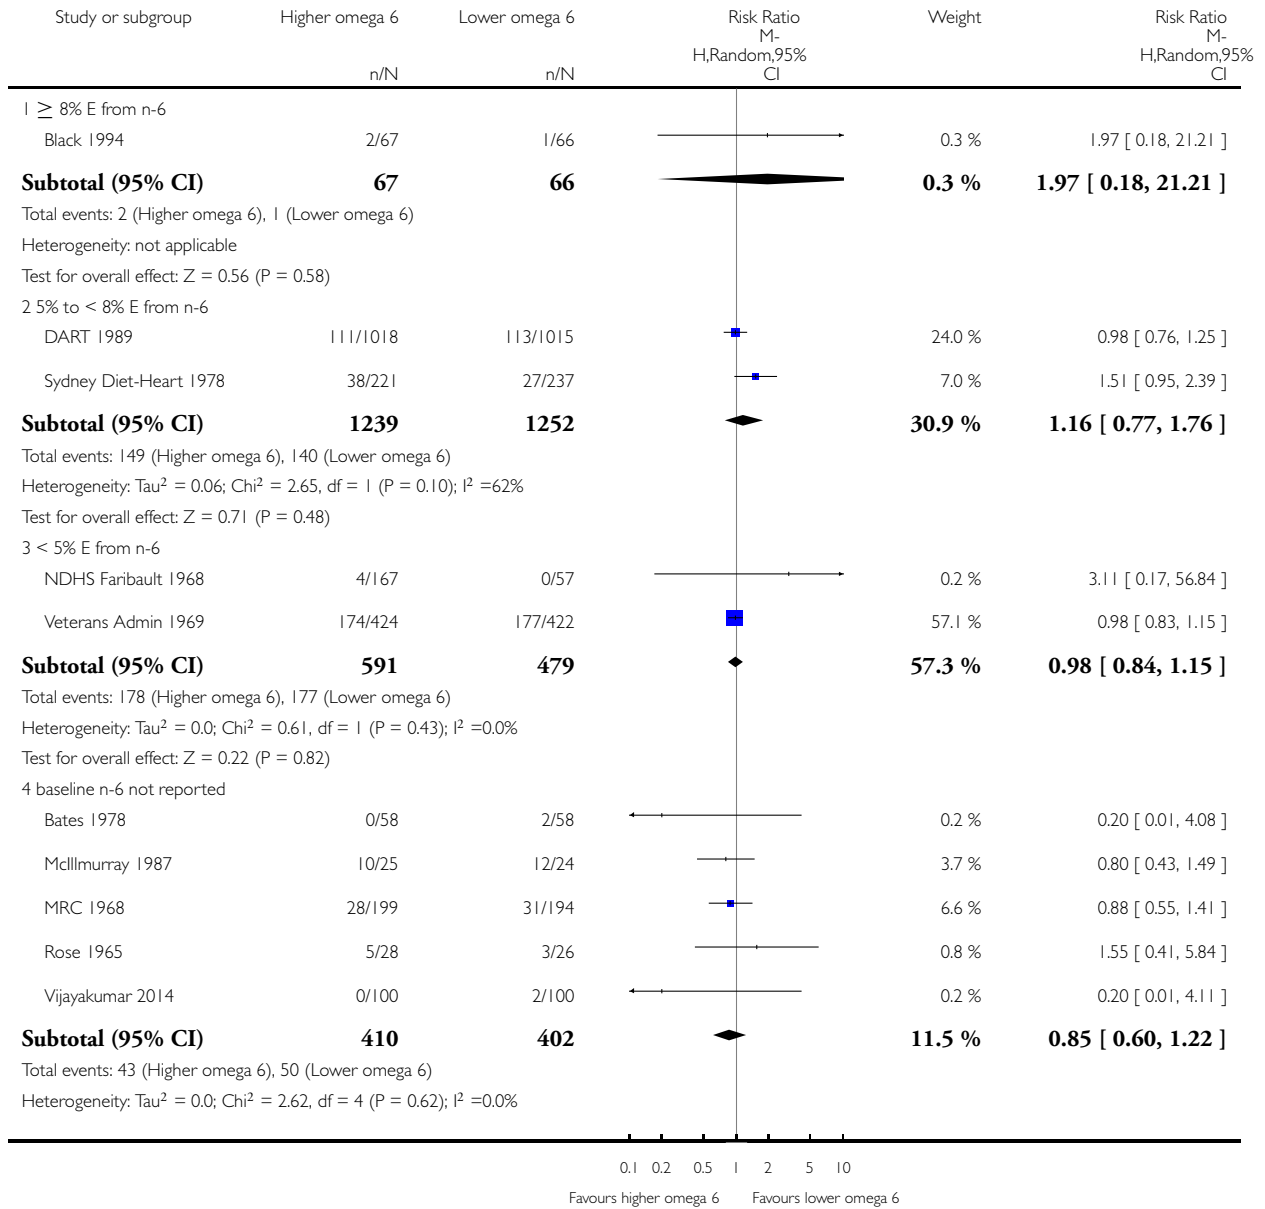 Study or subgroup Higher omega 6 Lower omega 6 Risk Ratio Weight Risk Ratio
M- M-
H,Random,95% H,Random,95%
n/N n/N CI CI
1 ≥ 8% E from n-6
Black 1994 2/67 1/66 0.3 % 1.97 [ 0.18, 21.21 ]
Subtotal (95% CI) 67 66 0.3 % 1.97 [ 0.18, 21.21 ]
Total events: 2 (Higher omega 6), 1 (Lower omega 6)
Heterogeneity: not applicable
Test for overall effect: Z = 0.56 (P = 0.58)
2 5% to < 8% E from n-6
DART 1989 111/1018 113/1015 24.0 % 0.98 [ 0.76, 1.25 ]
Sydney Diet-Heart 1978 38/221 27/237 7.0 % 1.51 [ 0.95, 2.39 ]
Subtotal (95% CI) 1239 1252 30.9 % 1.16 [ 0.77, 1.76 ]
Total events: 149 (Higher omega 6), 140 (Lower omega 6)
Heterogeneity: Tau² = 0.06; Chi² = 2.65, df = 1 (P = 0.10); I² =62%
Test for overall effect: Z = 0.71 (P = 0.48)
3 < 5% E from n-6
NDHS Faribault 1968 4/167 0/57 0.2 % 3.11 [ 0.17, 56.84 ]
Veterans Admin 1969 174/424 177/422 57.1 % 0.98 [ 0.83, 1.15 ]
Subtotal (95% CI) 591 479 57.3 % 0.98 [ 0.84, 1.15 ]
Total events: 178 (Higher omega 6), 177 (Lower omega 6)
Heterogeneity: Tau² = 0.0; Chi² = 0.61, df = 1 (P = 0.43); I² =0.0%
Test for overall effect: Z = 0.22 (P = 0.82)
4 baseline n-6 not reported
Bates 1978 0/58 2/58 0.2 % 0.20 [ 0.01, 4.08 ]
McIllmurray 1987 10/25 12/24 3.7 % 0.80 [ 0.43, 1.49 ]
MRC 1968 28/199 31/194 6.6 % 0.88 [ 0.55, 1.41 ]
Rose 1965 5/28 3/26 0.8 % 1.55 [ 0.41, 5.84 ]
Vijayakumar 2014 0/100 2/100 0.2 % 0.20 [ 0.01, 4.11 ]
Subtotal (95% CI) 410 402 11.5 % 0.85 [ 0.60, 1.22 ]
Total events: 43 (Higher omega 6), 50 (Lower omega 6)
Heterogeneity: Tau² = 0.0; Chi² = 2.62, df = 4 (P = 0.62); I² =0.0%
0.1 0.2 0.5 1 2 5 10
Favours higher omega 6 Favours lower omega 6